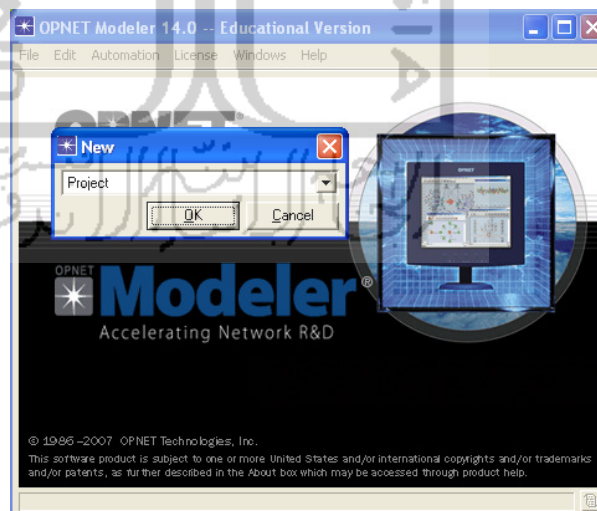 OPNET Modeler 14.0 -- Educational Version
File Edit Automation License Windows Help
OPNET
New
Project
OK Cancel
OPNET
OPNET
Modeler®
Accelerating Network R&D
© 1986–2007 OPNET Technologies, Inc.
This software product is subject to one or more United States and/or international copyrights and/or trademarks
and/or patents, as further described in the About box which may be accessed through product help.